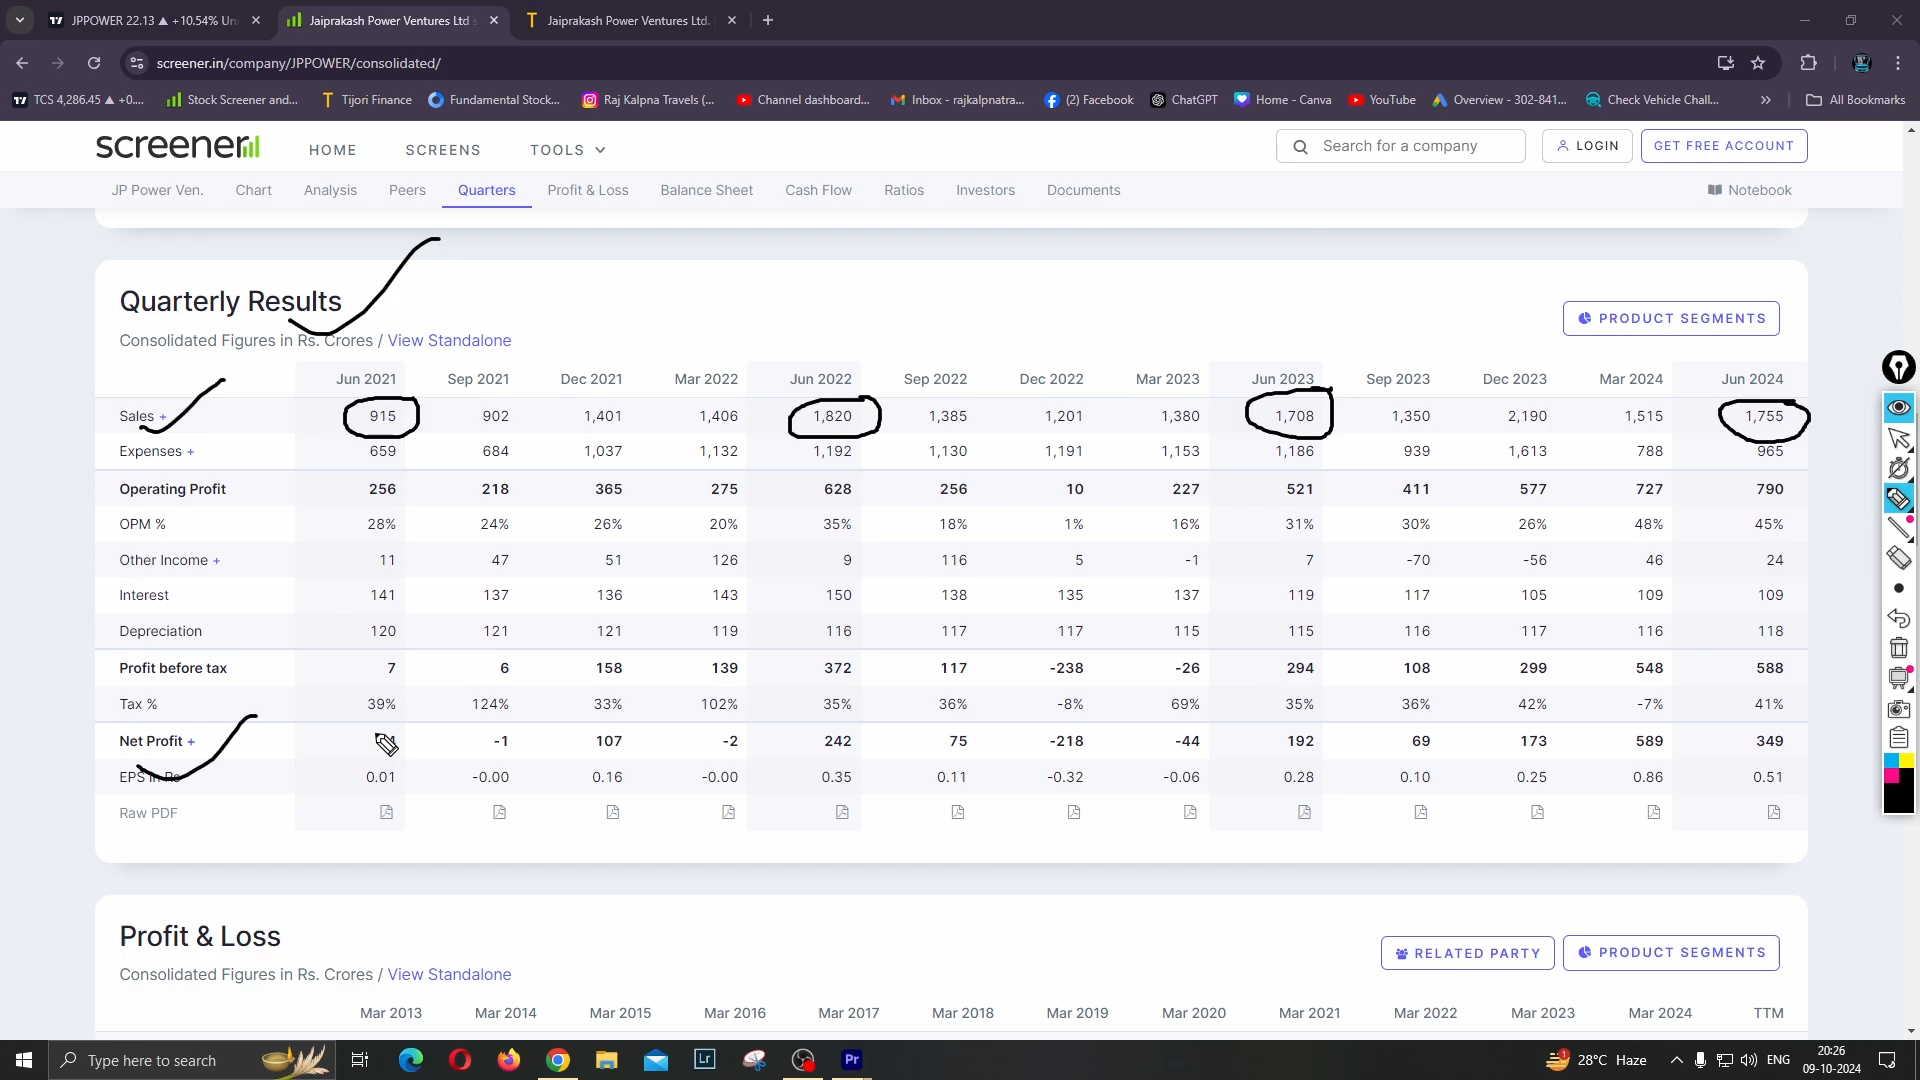 JPPOWER 22.13 ▲ +10.54% Un
Jaiprakash Power Ventures Ltd s
Jaiprakash Power Ventures Ltd.
screener.in/company/JPPOWER/consolidated/
TCS 4,286.45 ▲ +0....
Stock Screener and...
Tijori Finance
Fundamental Stock...
Raj Kalpna Travels (...
Channel dashboard...
Inbox - rajkalpnatra...
(2) Facebook
ChatGPT
Home - Canva
YouTube
Overview - 302-841...
Check Vehicle Chall...
All Bookmarks
screener
HOME SCREENS TOOLS
Search for a company
LOGIN
GET FREE ACCOUNT
JP Power Ven. Chart Analysis Peers Quarters Profit & Loss Balance Sheet Cash Flow Ratios Investors Documents Notebook
Quarterly Results
PRODUCT SEGMENTS
Consolidated Figures in Rs. Crores / View Standalone
Jun 2021 Sep 2021 Dec 2021 Mar 2022 Jun 2022 Sep 2022 Dec 2022 Mar 2023 Jun 2023 Sep 2023 Dec 2023 Mar 2024 Jun 2024
Sales + 915 902 1,401 1,406 1,820 1,385 1,201 1,380 1,708 1,350 2,190 1,515 1,755
Expenses + 659 684 1,037 1,132 1,192 1,130 1,191 1,153 1,186 939 1,613 788 965
Operating Profit 256 218 365 275 628 256 10 227 521 411 577 727 790
OPM % 28% 24% 26% 20% 35% 18% 1% 16% 31% 30% 26% 48% 45%
Other Income + 11 47 51 126 9 116 5 -1 7 -70 -56 46 24
Interest 141 137 136 143 150 138 135 137 119 117 105 109 109
Depreciation 120 121 121 119 116 117 117 115 115 116 117 116 118
Profit before tax 7 6 158 139 372 117 -238 -26 294 108 299 548 588
Tax % 39% 124% 33% 102% 35% 36% -8% 69% 35% 36% 42% -7% 41%
Net Profit + -1 107 -2 242 75 -218 -44 192 69 173 589 349
EPS in Rs 0.01 -0.00 0.16 -0.00 0.35 0.11 -0.32 -0.06 0.28 0.10 0.25 0.86 0.51
Raw PDF
Profit & Loss
RELATED PARTY
PRODUCT SEGMENTS
Consolidated Figures in Rs. Crores / View Standalone
Mar 2013 Mar 2014 Mar 2015 Mar 2016 Mar 2017 Mar 2018 Mar 2019 Mar 2020 Mar 2021 Mar 2022 Mar 2023 Mar 2024 TTM
Type here to search
Lr
Pr
28°C Haze
ENG
20:26
09-10-2024